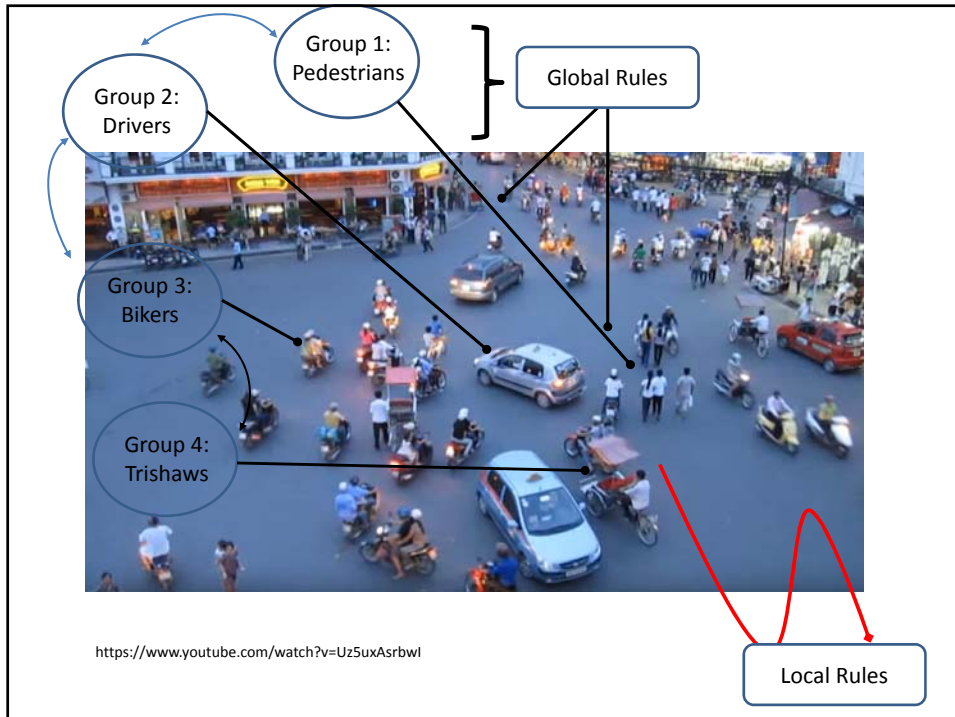 Group 1:
Pedestrians
Global Rules
Group 2:
Drivers
Group 3:
Bikers
Group 4:
Trishaws
https://www.youtube.com/watch?v=Uz5uxAsrbwI
Local Rules